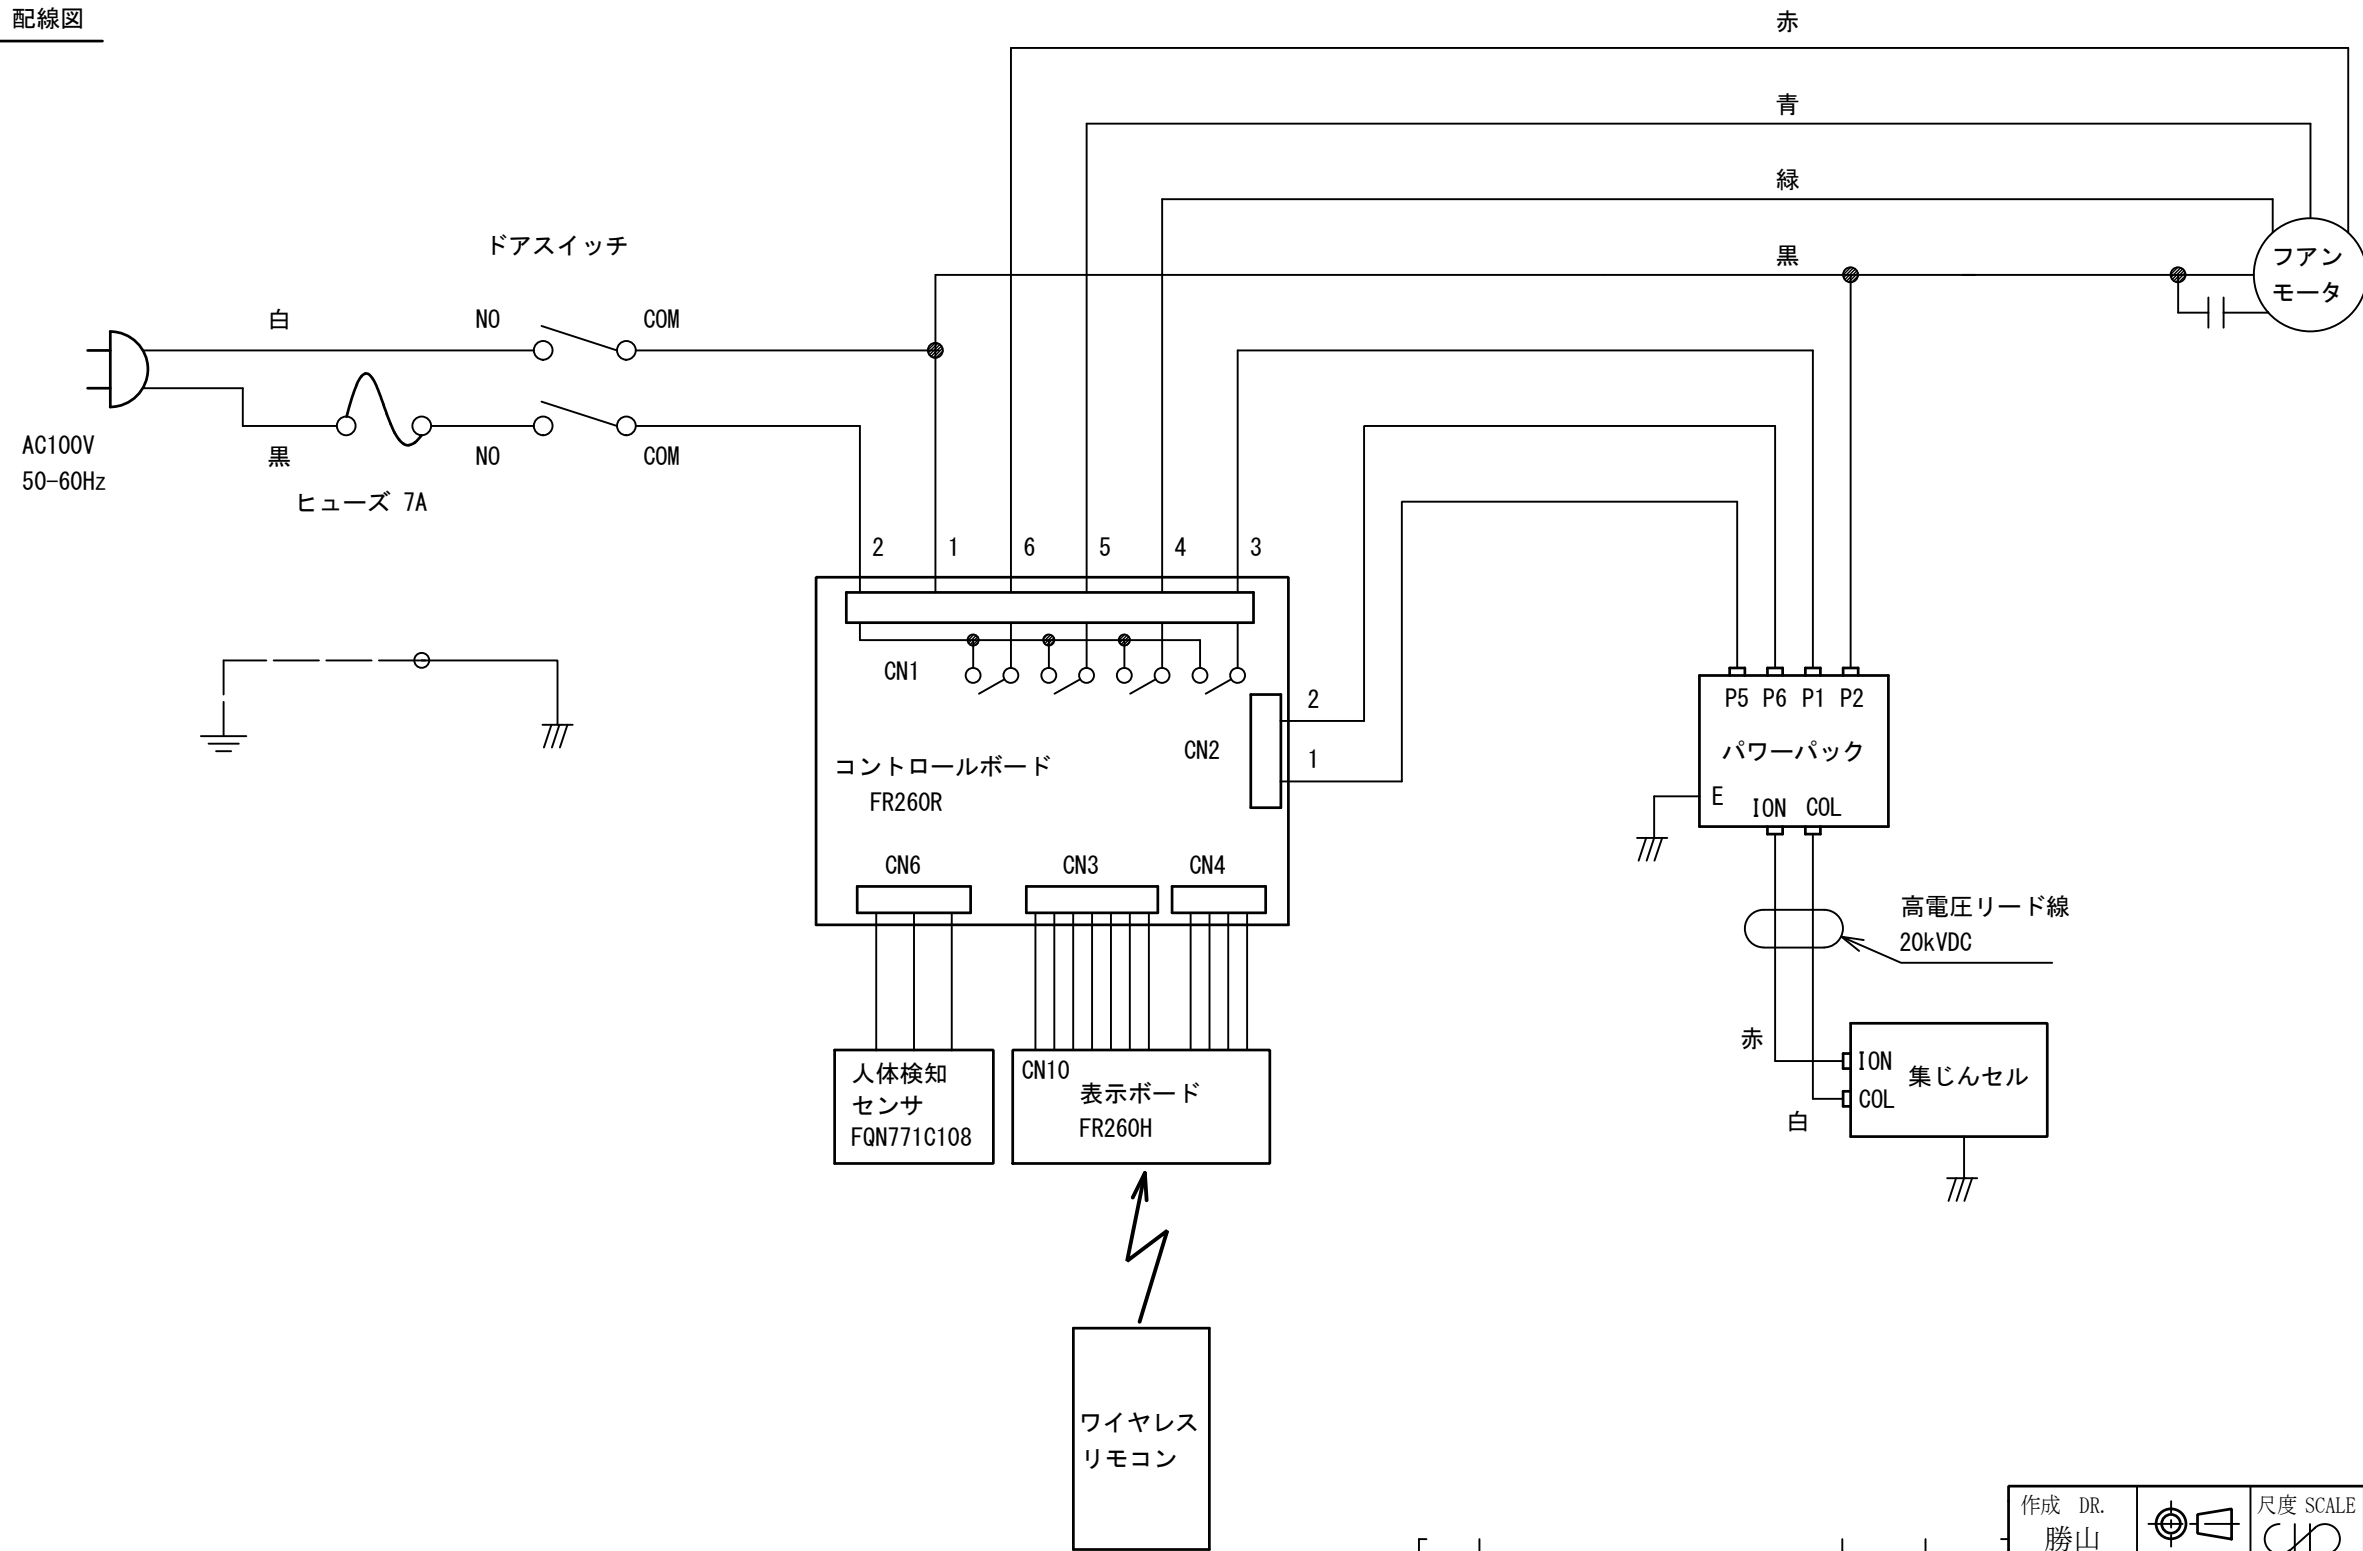 配線図
赤
青
緑
黒
ドアスイッチ
フアン
モータ
白
NO
COM
AC100V
50-60Hz
黒
NO
COM
ヒューズ 7A
2
1
6
5
4
3
CN1
2
CN2
1
コントロールボード
FR260R
P5
P6
P1
P2
パワーパック
E
ION
COL
CN6
CN3
CN4
高電圧リード線
20kVDC
赤
ION
集じんセル
COL
白
人体検知
センサ
FQN771C108
CN10
表示ボード
FR260H
ワイヤレス
リモコン
作成 DR.
勝山
尺度 SCALE